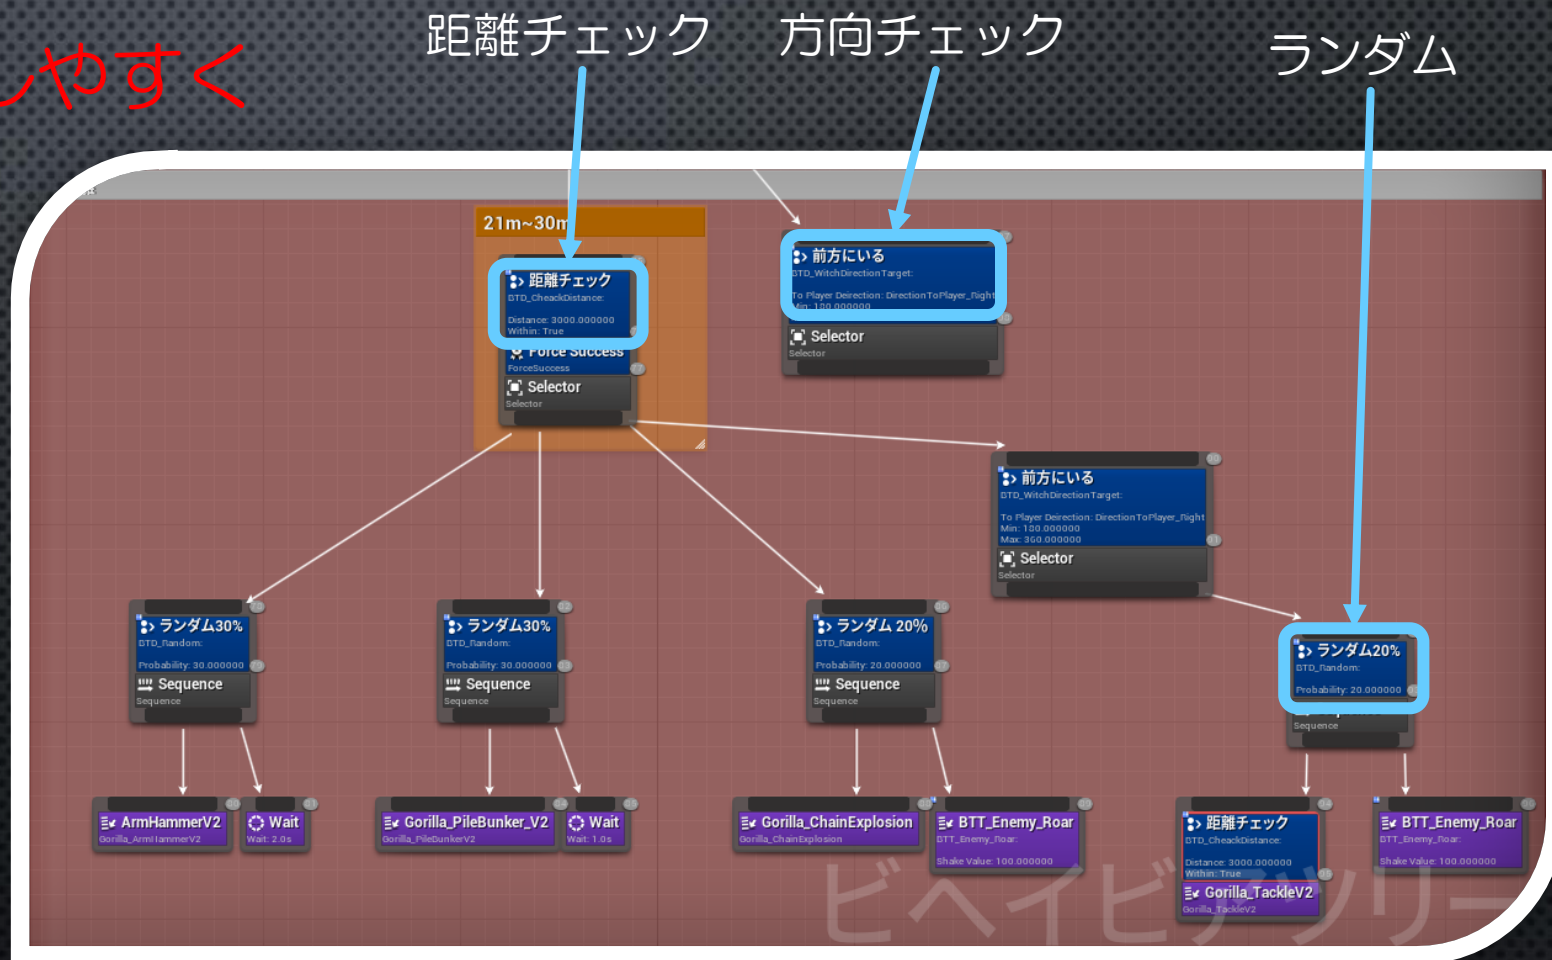 距離チェック
方向チェック
ランダム
しやすく
21m~30m
距離チェック
BTD_CheackDistance:
Distance: 3000.000000
Within: True
Force Success
ForceSuccess
Selector
Selector
前方にいる
BTD_WitchDirectionTarget:
To Player Deirection: DirectionToPlayer_Right
Min: 180.000000
Selector
Selector
前方にいる
BTD_WitchDirectionTarget:
To Player Deirection: DirectionToPlayer_Right
Min: 180.000000
Max: 360.000000
Selector
Selector
ランダム30%
BTD_Random:
Probability: 30.000000
Sequence
Sequence
ランダム30%
BTD_Random:
Probability: 30.000000
Sequence
Sequence
ランダム 20%
BTD_Random:
Probability: 20.000000
Sequence
Sequence
ランダム20%
BTD_Random:
Probability: 20.000000
Sequence
ArmHammerV2
Gorilla_ArmHammerV2
Wait
Wait: 2.0s
Gorilla_PileBunker_V2
Gorilla_PileBunkerV2
Wait
Wait: 1.0s
Gorilla_ChainExplosion
Gorilla_ChainExplosion
BTT_Enemy_Roar
BTT_Enemy_Roar:
Shake Value: 100.000000
距離チェック
BTD_CheackDistance:
Distance: 3000.000000
Within: True
Gorilla_TackleV2
Gorilla_TackleV2
BTT_Enemy_Roar
BTT_Enemy_Roar:
Shake Value: 100.000000
ビヘイビアツリー